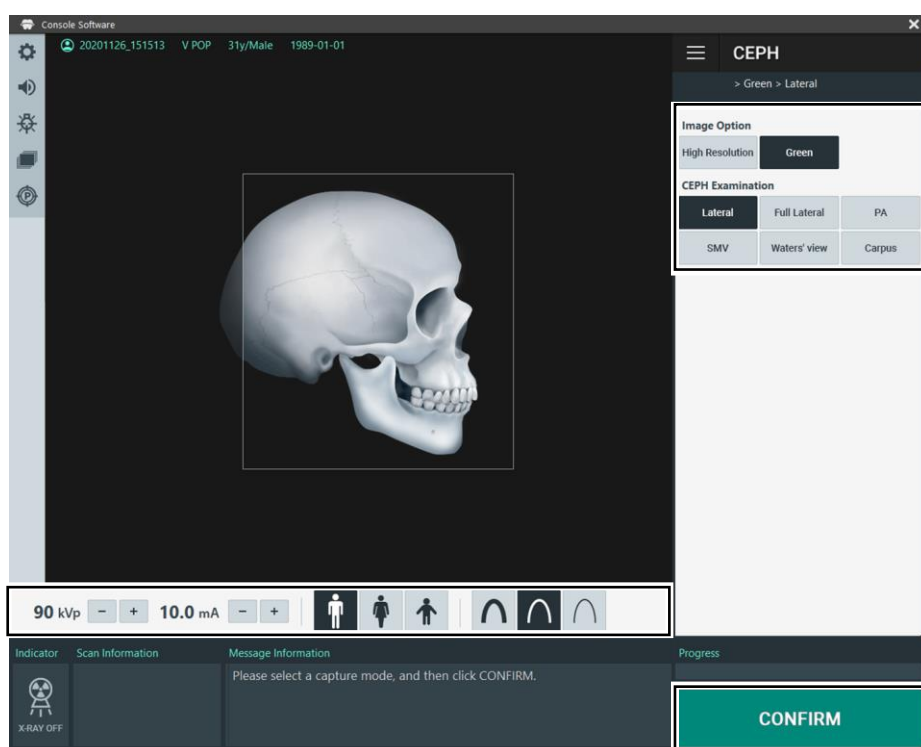 Console Software
20201126_151513 V POP 31y/Male 1989-01-01
CEPH
> Green > Lateral
Image Option
High Resolution Green
CEPH Examination
Lateral Full Lateral PA
SMV Waters' view Carpus
P
90 kVp - + 10.0 mA - +
Indicator Scan Information Message Information Progress
Please select a capture mode, and then click CONFIRM.
X-RAY OFF
CONFIRM